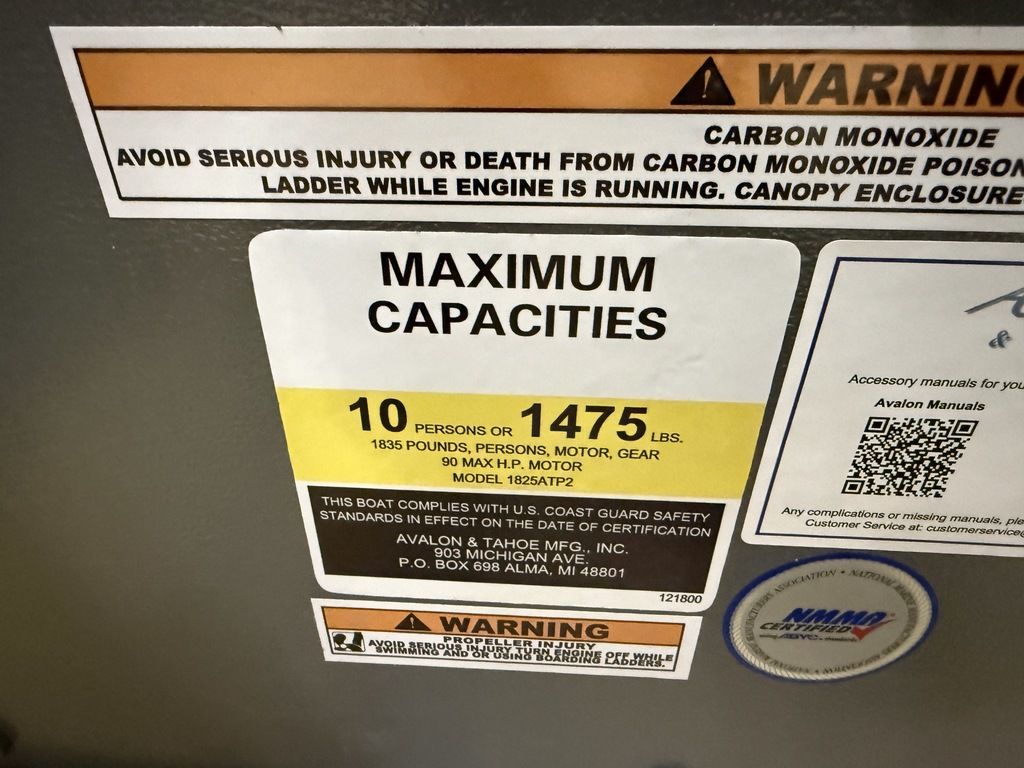 WARNING
CARBON MONOXIDE
AVOID SERIOUS INJURY OR DEATH FROM CARBON MONOXIDE POISON
LADDER WHILE ENGINE IS RUNNING. CANOPY ENCLOSURE
MAXIMUM
CAPACITIES
10 PERSONS OR 1475 LBS.
1835 POUNDS, PERSONS, MOTOR, GEAR
90 MAX H.P. MOTOR
MODEL 1825ATP2
THIS BOAT COMPLIES WITH U.S. COAST GUARD SAFETY
STANDARDS IN EFFECT ON THE DATE OF CERTIFICATION
AVALON & TAHOE MFG., INC.
903 MICHIGAN AVE.
P.O. BOX 698 ALMA, MI 48801
121800
&
Accessory manuals for you
Avalon Manuals
Any complications or missing manuals, ple
Customer Service at: customerservice@
WARNING
PROPELLER INJURY
AVOID SERIOUS INJURY TURN ENGINE OFF WHILE
SWIMMING AND OR USING BOARDING LADDERS.
NMMA
CERTIFIED